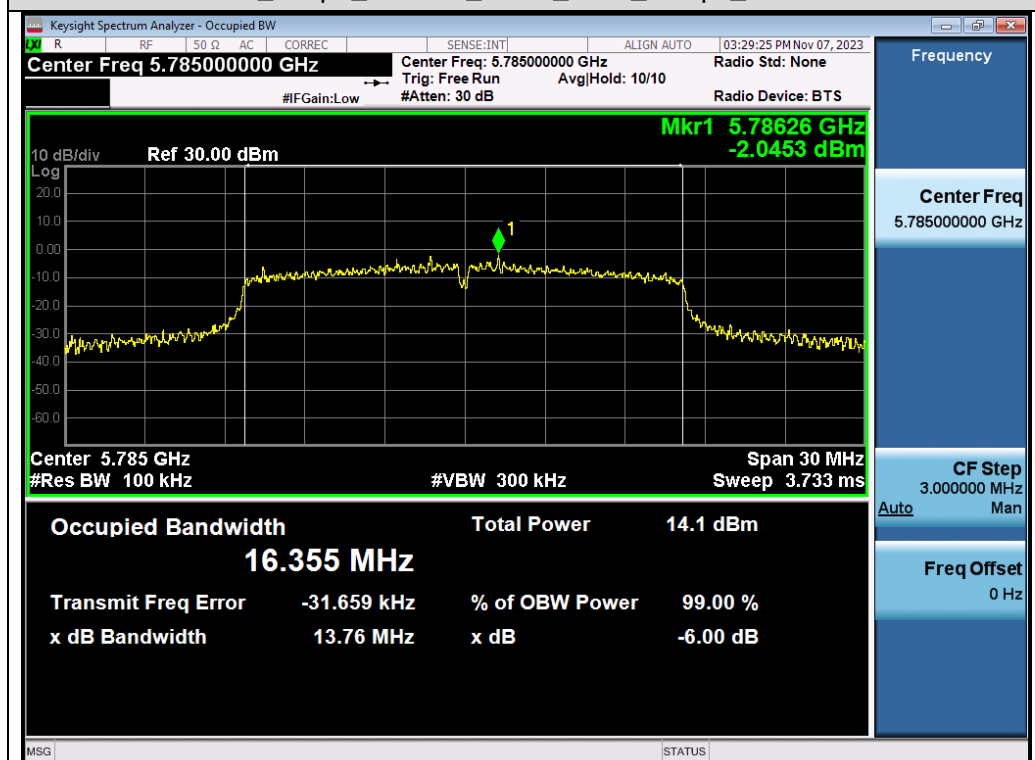 Keysight Spectrum Analyzer - Occupied BW
LXI R RF 50 Ω AC CORREC SENSE:INT ALIGN AUTO 03:29:25 PM Nov 07, 2023
Center Freq 5.785000000 GHz Center Freq: 5.785000000 GHz Radio Std: None
Trig: Free Run Avg|Hold: 10/10
#IFGain:Low #Atten: 30 dB Radio Device: BTS
Mkr1 5.78626 GHz
10 dB/div Ref 30.00 dBm -2.0453 dBm
Log
20.0
10.0
1
0.00
-10.0
-20.0
-30.0
-40.0
-50.0
-60.0
Center 5.785 GHz Span 30 MHz
#Res BW 100 kHz #VBW 300 kHz Sweep 3.733 ms
Occupied Bandwidth Total Power 14.1 dBm
16.355 MHz
Transmit Freq Error -31.659 kHz % of OBW Power 99.00 %
x dB Bandwidth 13.76 MHz x dB -6.00 dB
Frequency
Center Freq
5.785000000 GHz
CF Step
3.000000 MHz
Auto Man
Freq Offset
0 Hz
MSG STATUS